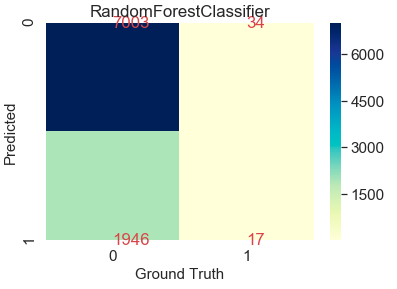 RandomForestClassifier
0 7003 34
6000
4500
Predicted
3000
1500
1 1946 17
0 1
Ground Truth